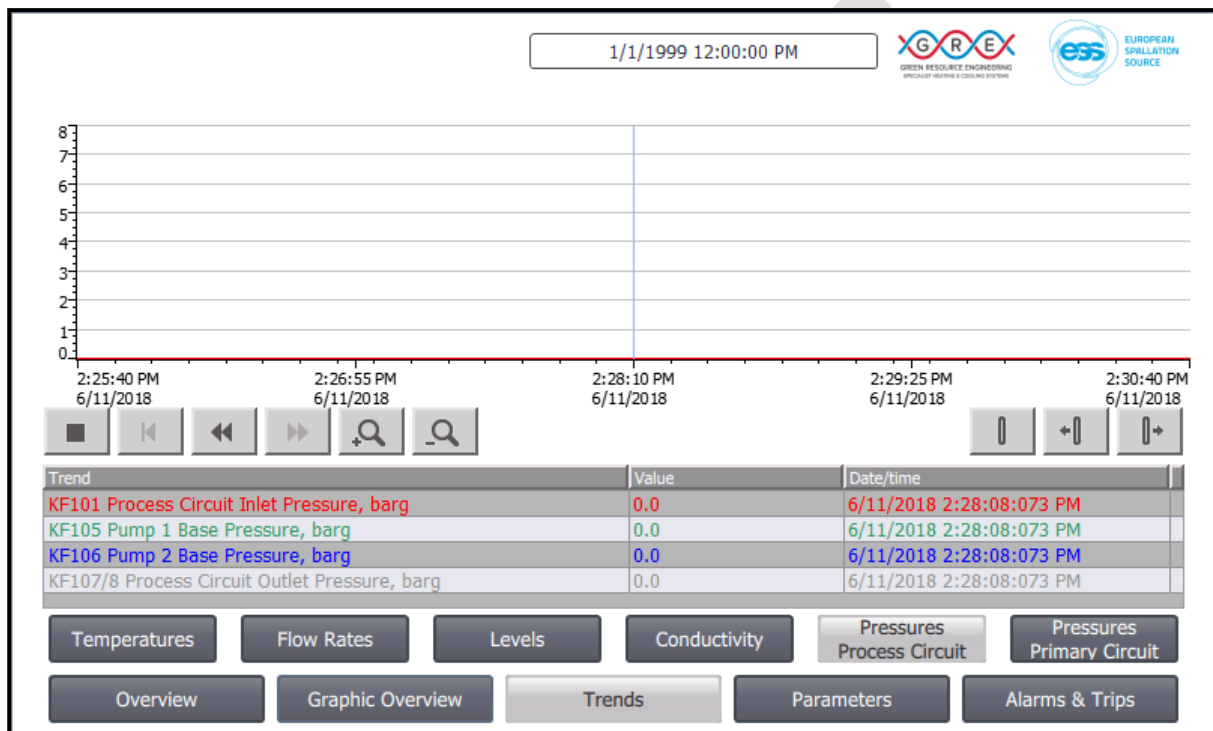 1/1/1999 12:00:00 PM
GREX
GREEN RESOURCE ENGINEERING
SPECIALIST HEATING & COOLING SYSTEMS
ess
EUROPEAN
SPALLATION
SOURCE
8
7
6
5
4
3
2
1
0
2:25:40 PM 2:26:55 PM 2:28:10 PM 2:29:25 PM 2:30:40 PM
6/11/2018 6/11/2018 6/11/2018 6/11/2018 6/11/2018
Trend Value Date/time
KF101 Process Circuit Inlet Pressure, barg 0.0 6/11/2018 2:28:08:073 PM
KF105 Pump 1 Base Pressure, barg 0.0 6/11/2018 2:28:08:073 PM
KF106 Pump 2 Base Pressure, barg 0.0 6/11/2018 2:28:08:073 PM
KF107/8 Process Circuit Outlet Pressure, barg 0.0 6/11/2018 2:28:08:073 PM
Temperatures Flow Rates Levels Conductivity Pressures Process Circuit Pressures Primary Circuit
Overview Graphic Overview Trends Parameters Alarms & Trips